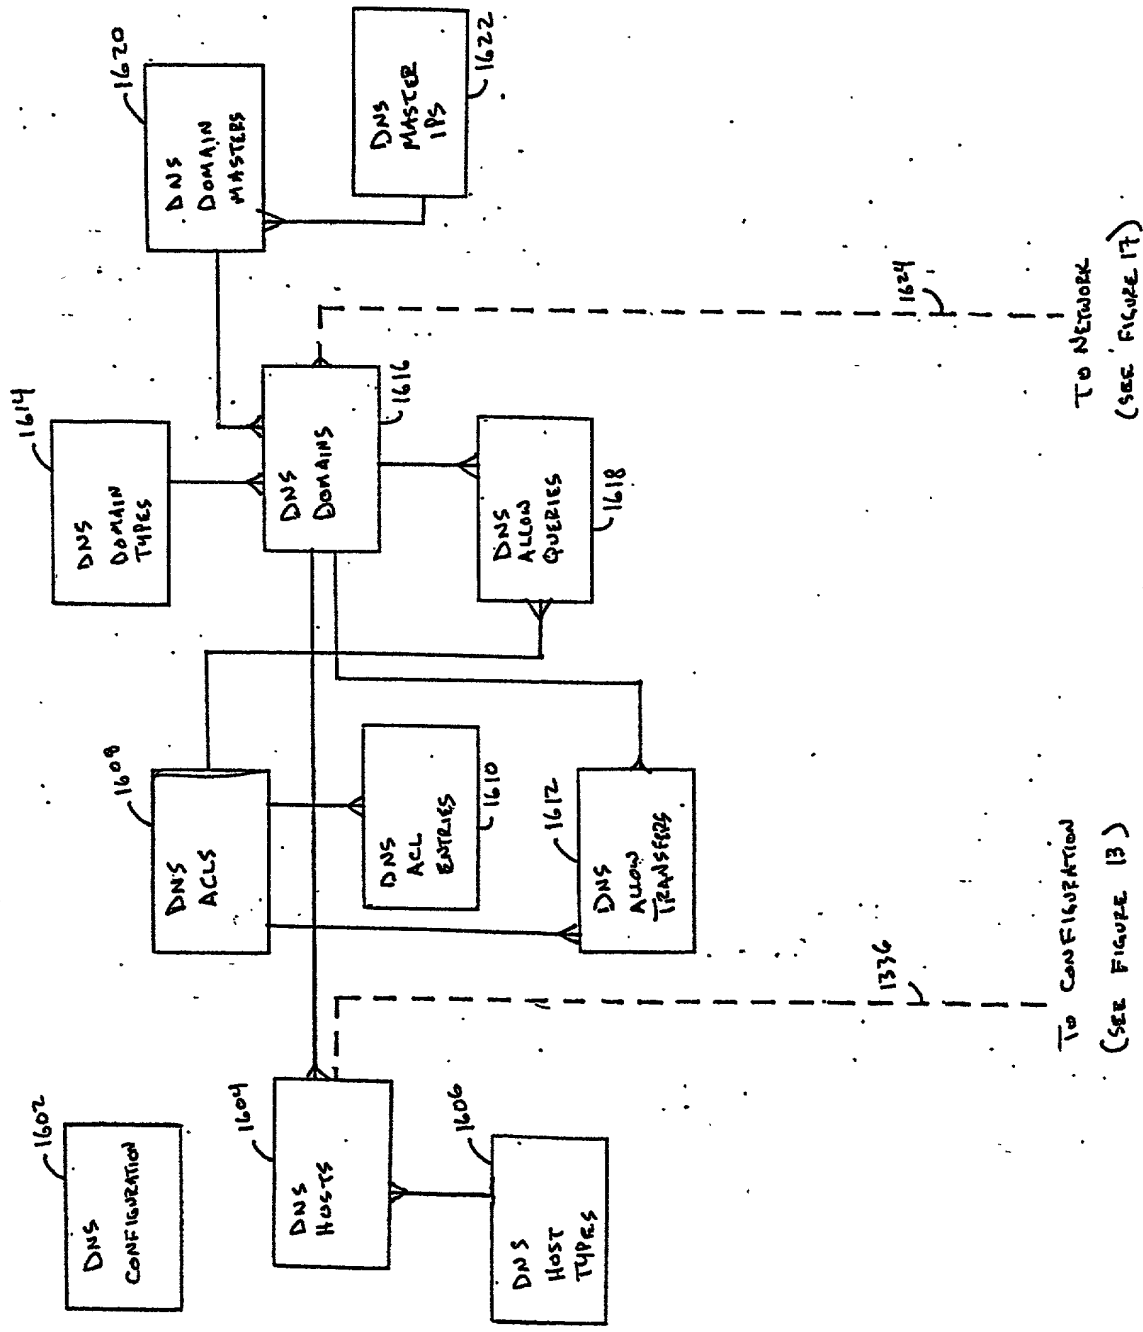 1602
DNS
CONFIGURATION
1604
DNS
HOSTS
1606
DNS
HOST
TYPES
1608
DNS
ACLS
1610
DNS
ACL
ENTRIES
1612
DNS
ALLOW
TRANSFERS
1614
DNS
DOMAIN
TYPES
1616
DNS
DOMAINS
1618
DNS
ALLOW
QUERIES
1620
DNS
DOMAIN
MASTERS
1622
DNS
MASTER
IPS
1336
TO CONFIGURATION
(SEE FIGURE 13)
1624
TO NETWORK
(SEE FIGURE 17)